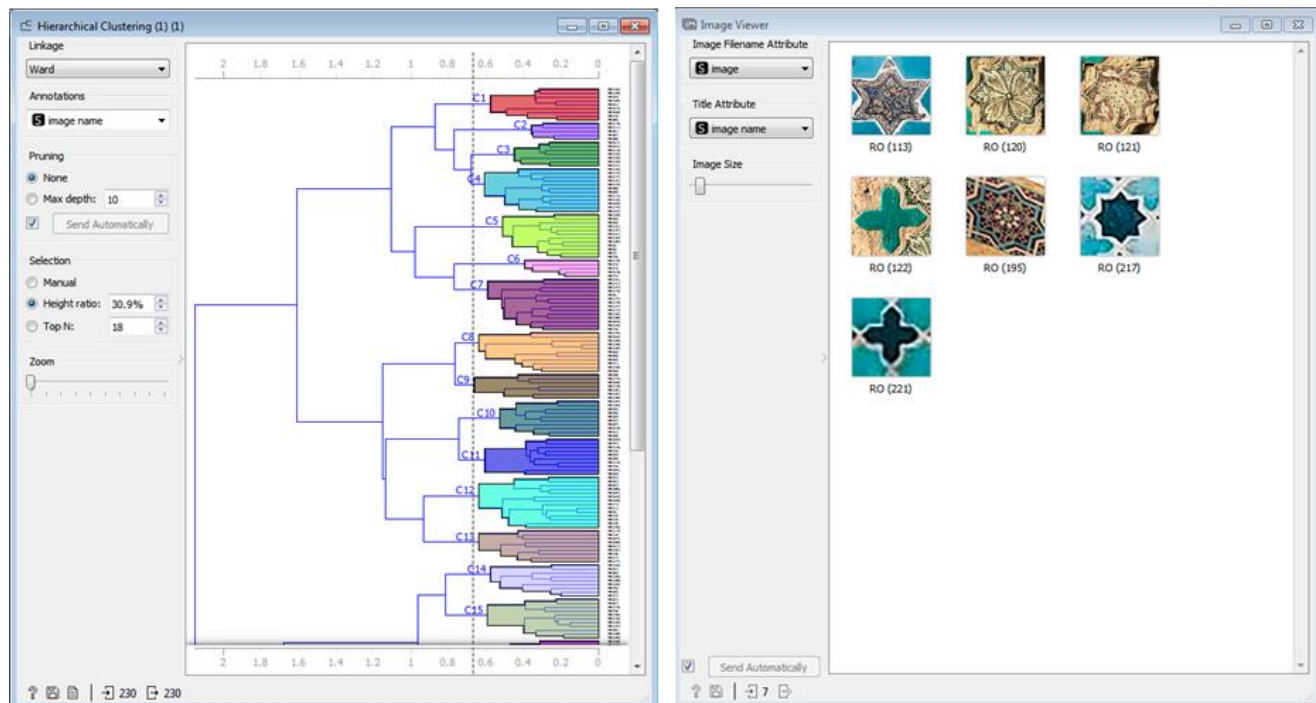 Hierarchical Clustering (1) (1)
Linkage
Ward
Annotations
S image name
Pruning
None
Max depth: 10
Send Automatically
Selection
Manual
Height ratio: 30.9%
Top N: 18
Zoom
230 230
2 1.8 1.6 1.4 1.2 1 0.8 0.6 0.4 0.2 0
C1
C2
C3
C4
C5
C6
C7
C8
C9
C10
C11
C12
C13
C14
C15
2 1.8 1.6 1.4 1.2 1 0.8 0.6 0.4 0.2 0
Image Viewer
Image Filename Attribute
S image
Title Attribute
S image name
Image Size
Send Automatically
7
RO (113) RO (120) RO (121)
RO (122) RO (195) RO (217)
RO (221)